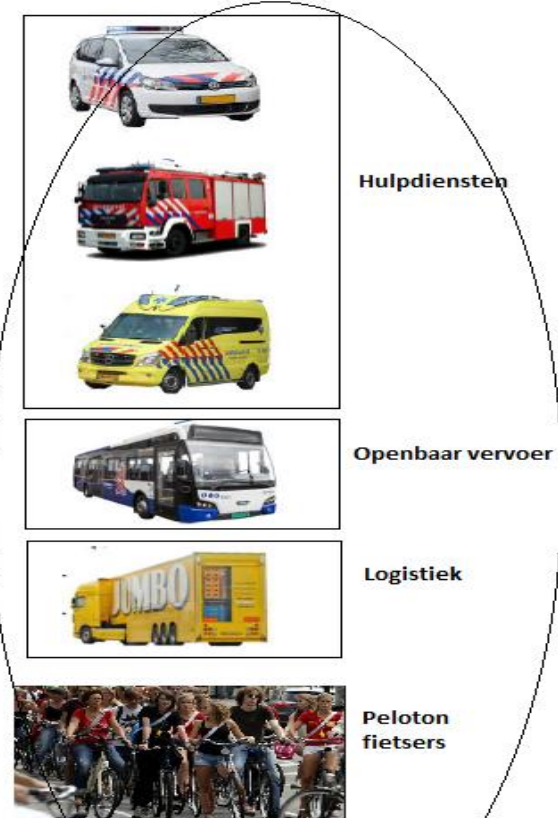 Hulpdiensten
Openbaar vervoer
JUMBO
Logistiek
Peloton
fietsers